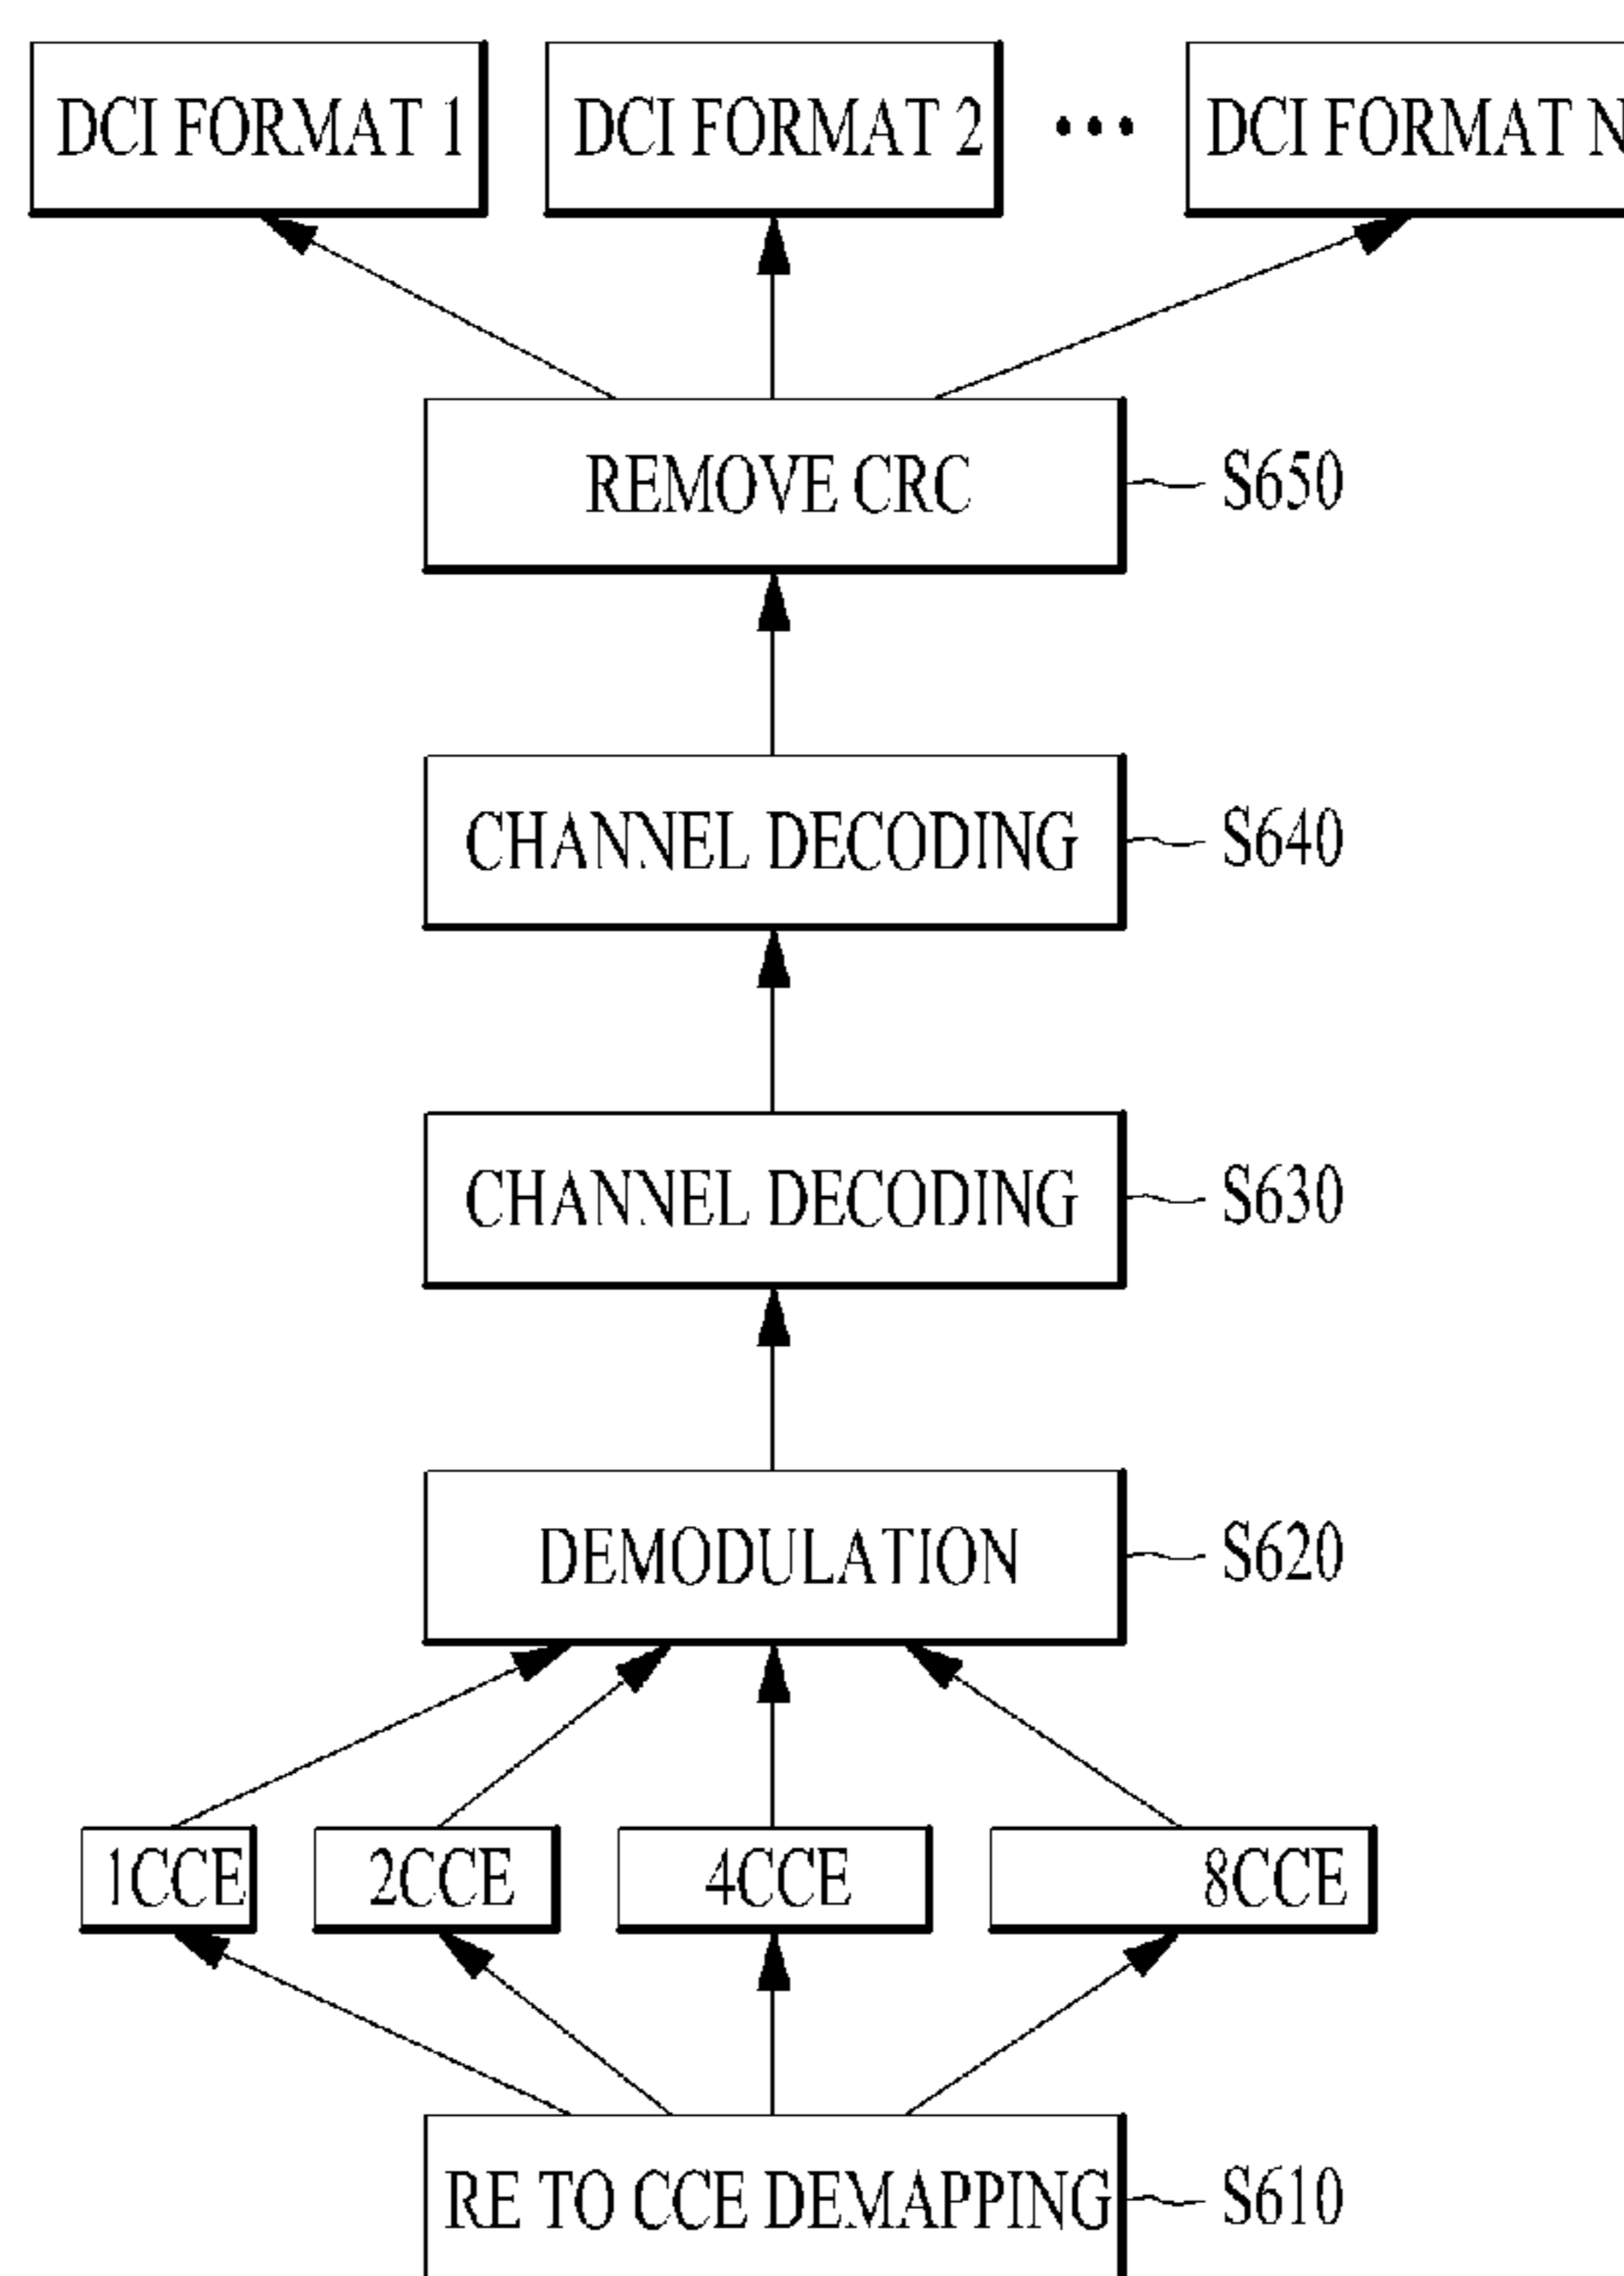 DCI FORMAT 1
DCI FORMAT 2
•••
DCI FORMAT N
REMOVE CRC
S650
CHANNEL DECODING
S640
CHANNEL DECODING
S630
DEMODULATION
S620
1CCE
2CCE
4CCE
8CCE
RE TO CCE DEMAPPING
S610